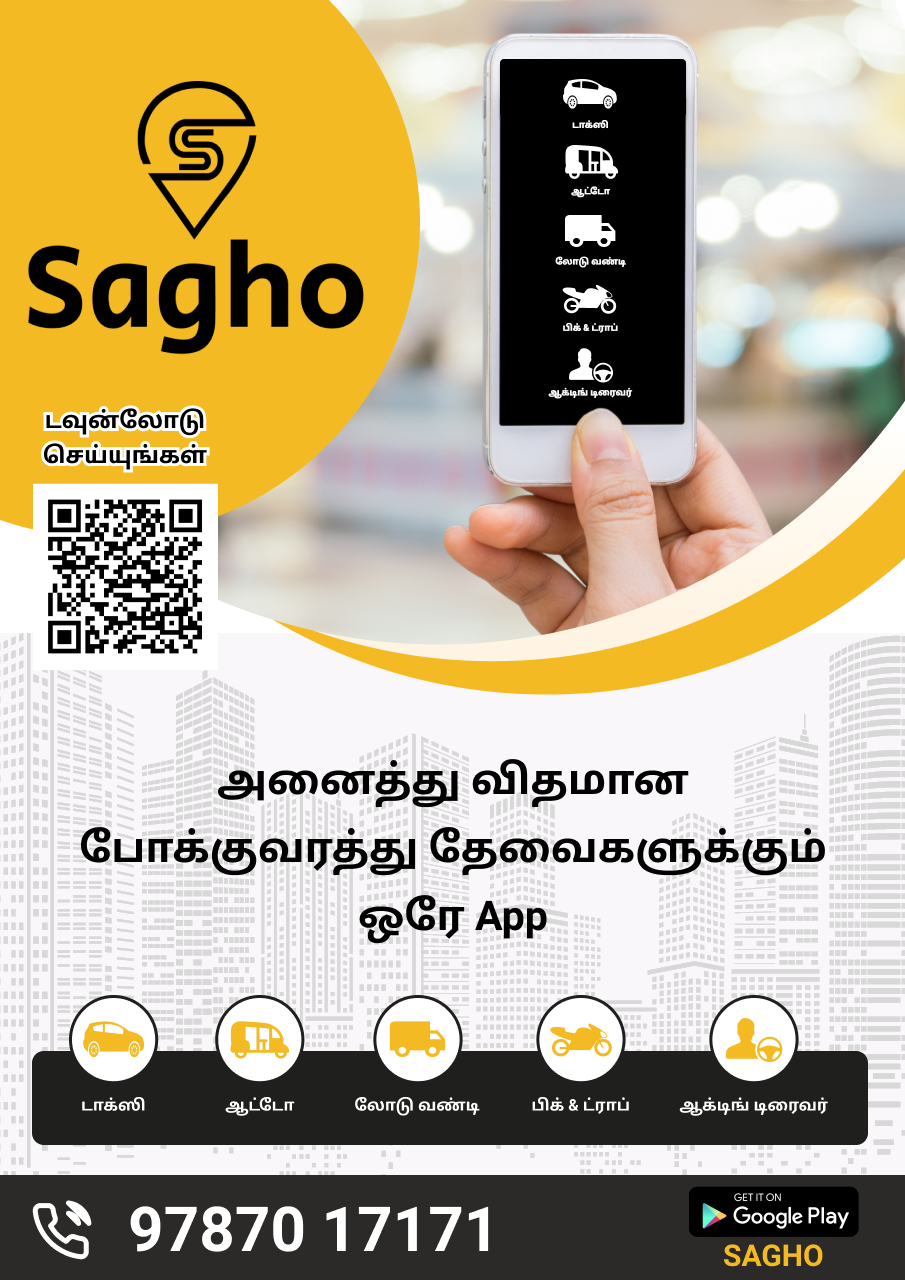 S
Sagho
டவுன்லோடு
செய்யுங்கள்
டாக்ஸி
ஆட்டோ
லோடு வண்டி
பிக் & ட்ராப்
ஆக்டிங் டிரைவர்
அனைத்து விதமான
போக்குவரத்து தேவைகளுக்கும்
ஒரே App
டாக்ஸி
ஆட்டோ
லோடு வண்டி
பிக் & ட்ராப்
ஆக்டிங் டிரைவர்
97870 17171
GET IT ON
Google Play
SAGHO